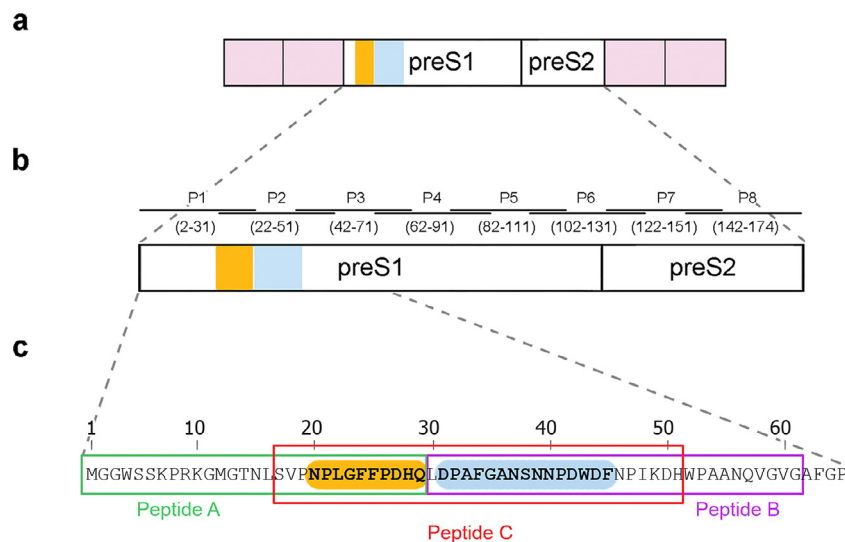 a
preS1 preS2
b
P1 P2 P3 P4 P5 P6 P7 P8
(2-31) (22-51) (42-71) (62-91) (82-111) (102-131) (122-151) (142-174)
preS1 preS2
c
1 10 20 30 40 50 60
MGGWSSKPRKGMGTNLSVPNPLGFFPDHQLDPAFGANSNNPDWDFNPIKDHWPAANQVGVGAFGP
Peptide A Peptide C Peptide B